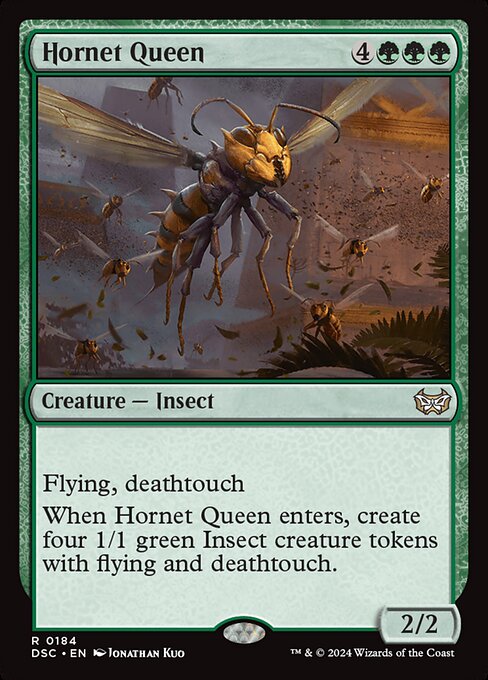 Hornet Queen 4
Creature — Insect
Flying, deathtouch
When Hornet Queen enters, create
four 1/1 green Insect creature tokens
with flying and deathtouch.
2/2
R 0184
DSC • EN Jonathan Kuo
™ & © 2024 Wizards of the Coast